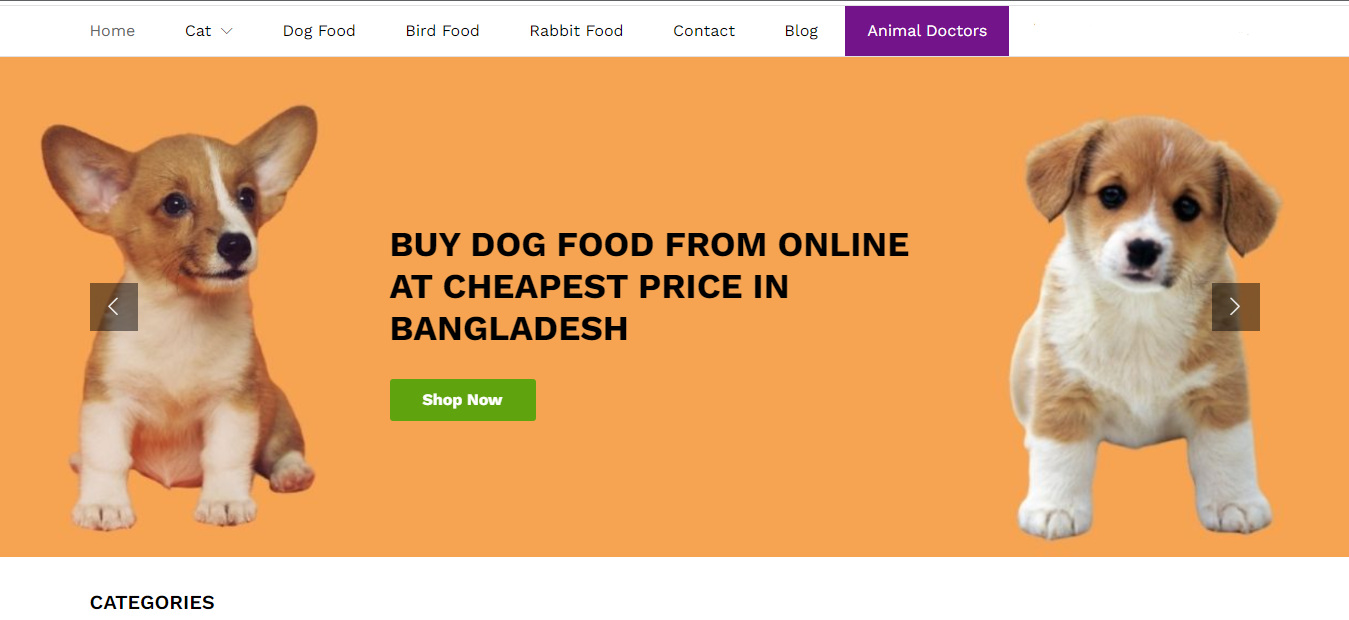 Home Cat Dog Food Bird Food Rabbit Food Contact Blog Animal Doctors
BUY DOG FOOD FROM ONLINE
AT CHEAPEST PRICE IN
BANGLADESH
Shop Now
CATEGORIES